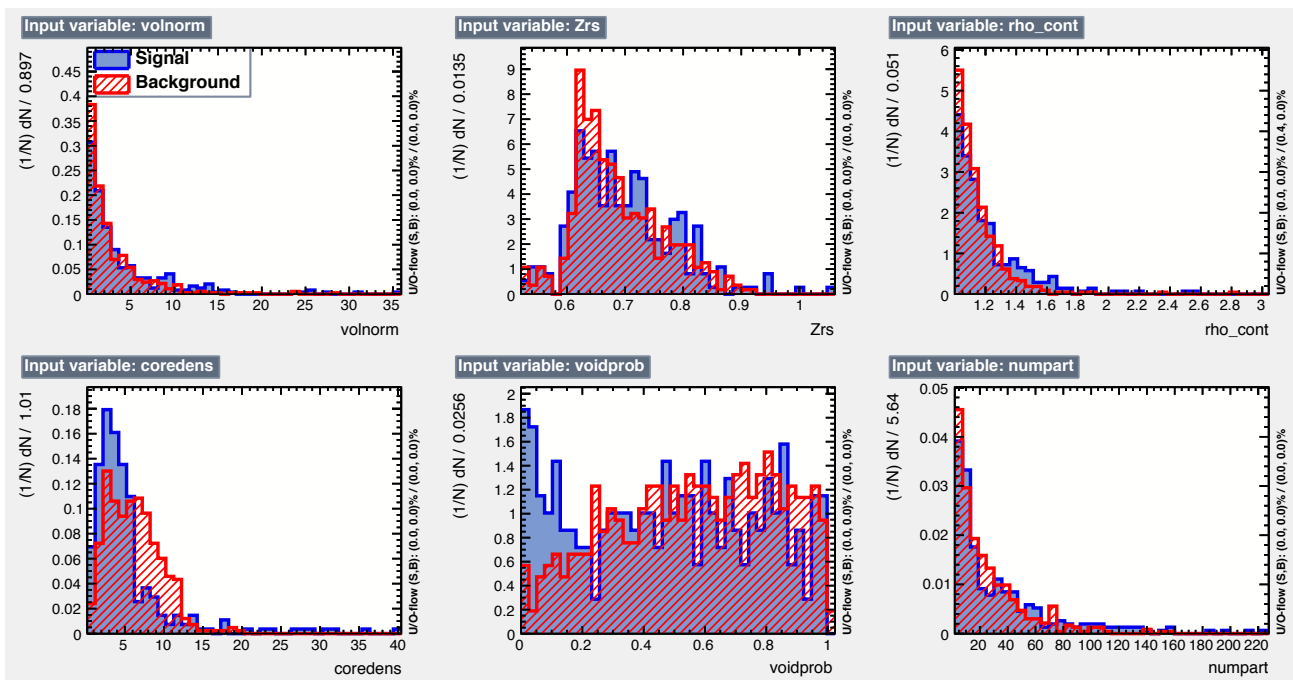 Input variable: volnorm
(1/N) dN / 0.897
0.45
0.4
0.35
0.3
0.25
0.2
0.15
0.1
0.05
0
Signal
Background
5 10 15 20 25 30 35
volnorm
U/O-flow (S,B): (0.0, 0.0)% / (0.0, 0.0)%
Input variable: Zrs
(1/N) dN / 0.0135
9
8
7
6
5
4
3
2
1
0
0.6 0.7 0.8 0.9 1
Zrs
U/O-flow (S,B): (0.0, 0.0)% / (0.0, 0.0)%
Input variable: rho_cont
(1/N) dN / 0.051
6
5
4
3
2
1
0
1.2 1.4 1.6 1.8 2 2.2 2.4 2.6 2.8 3
rho_cont
U/O-flow (S,B): (0.0, 0.0)% / (0.4, 0.0)%
Input variable: coredens
(1/N) dN / 1.01
0.18
0.16
0.14
0.12
0.1
0.08
0.06
0.04
0.02
0
5 10 15 20 25 30 35 40
coredens
U/O-flow (S,B): (0.0, 0.0)% / (0.0, 0.0)%
Input variable: voidprob
(1/N) dN / 0.0256
2
1.8
1.6
1.4
1.2
1
0.8
0.6
0.4
0.2
0
0 0.2 0.4 0.6 0.8 1
voidprob
U/O-flow (S,B): (0.0, 0.0)% / (0.0, 0.0)%
Input variable: numpart
(1/N) dN / 5.64
0.05
0.04
0.03
0.02
0.01
0
20 40 60 80 100 120 140 160 180 200 220
numpart
U/O-flow (S,B): (0.0, 0.0)% / (0.0, 0.0)%